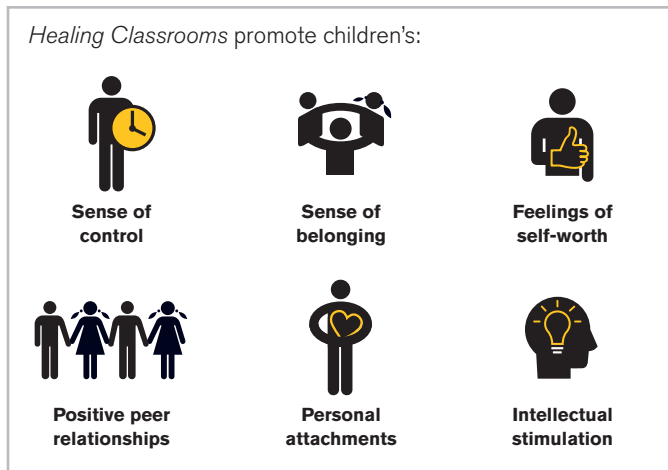 Healing Classrooms promote children's:
Sense of
control
Sense of
belonging
Feelings of
self-worth
Positive peer
relationships
Personal
attachments
Intellectual
stimulation